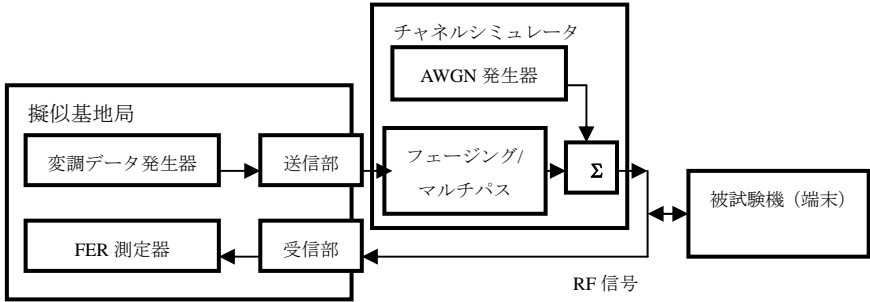 チャネルシミュレータ
AWGN 発生器
擬似基地局
変調データ発生器
送信部
フェージング/
マルチパス
Σ
被試験機（端末）
FER 測定器
受信部
RF 信号